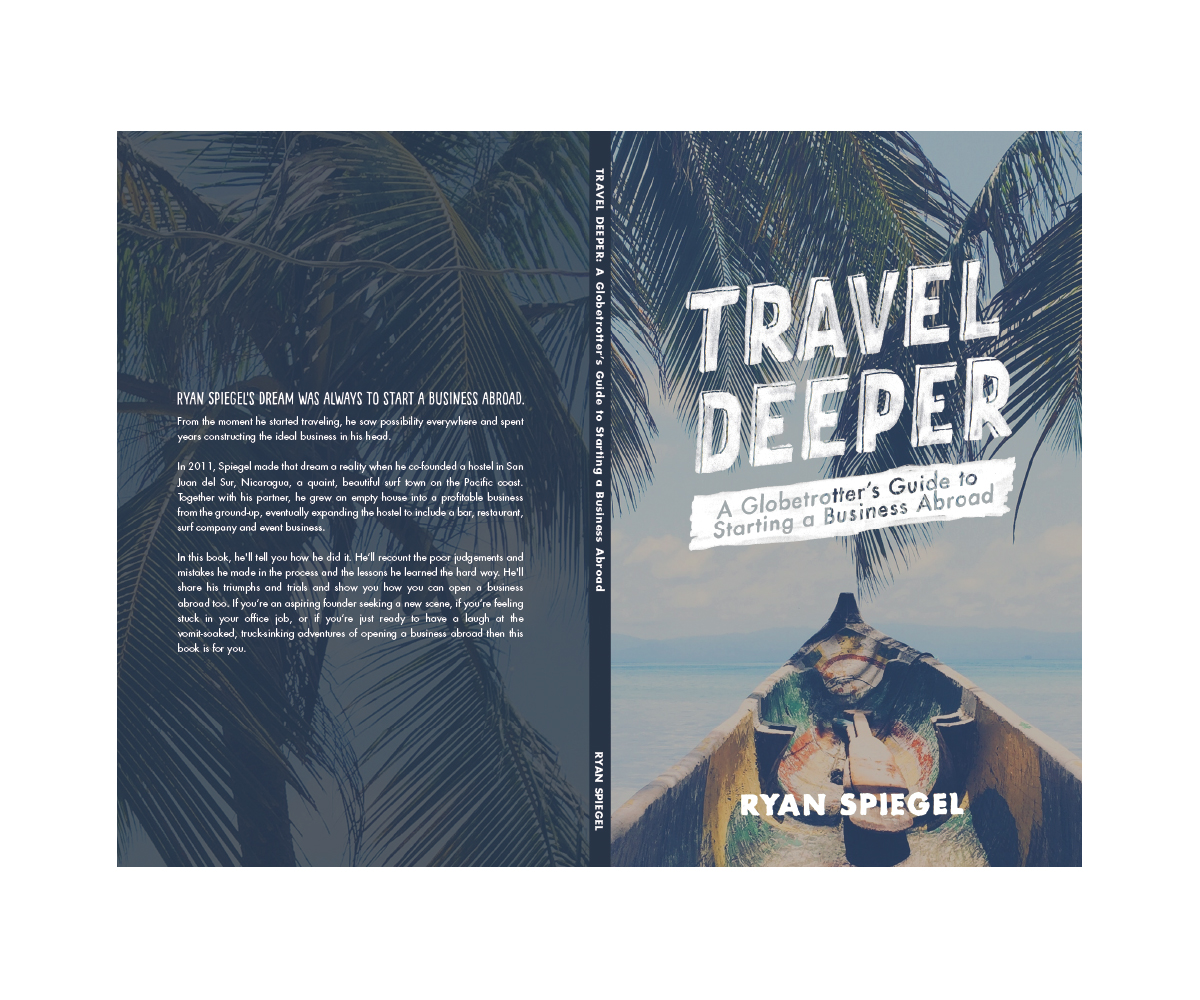 RYAN SPIEGEL'S DREAM WAS ALWAYS TO START A BUSINESS ABROAD.
From the moment he started traveling, he saw possibility everywhere and spent
years constructing the ideal business in his head.
In 2011, Spiegel made that dream a reality when he co-founded a hostel in San
Juan del Sur, Nicaragua, a quaint, beautiful surf town on the Pacific coast.
Together with his partner, he grew an empty house into a profitable business
from the ground-up, eventually expanding the hostel to include a bar, restaurant,
surf company and event business.
In this book, he'll tell you how he did it. He'll recount the poor judgements and
mistakes he made in the process and the lessons he learned the hard way. He'll
share his triumphs and trials and show you how you can open a business
abroad too. If you're an aspiring founder seeking a new scene, if you're feeling
stuck in your office job, or if you're just ready to have a laugh at the
vomit-soaked, truck-sinking adventures of opening a business abroad then this
book is for you.
TRAVEL DEEPER: A Globetrotter's Guide to Starting a Business Abroad
RYAN SPIEGEL
TRAVEL
DEEPER
A Globetrotter's Guide to
Starting a Business Abroad
RYAN SPIEGEL